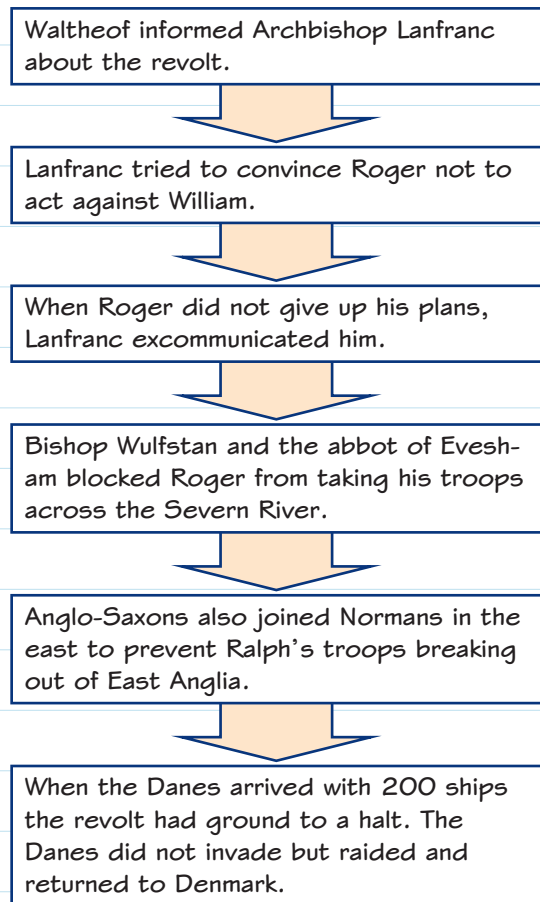 Waltheof informed Archbishop Lanfranc
about the revolt.
Lanfranc tried to convince Roger not to
act against William.
When Roger did not give up his plans,
Lanfranc excommunicated him.
Bishop Wulfstan and the abbot of Evesh-
am blocked Roger from taking his troops
across the Severn River.
Anglo-Saxons also joined Normans in the
east to prevent Ralph's troops breaking
out of East Anglia.
When the Danes arrived with 200 ships
the revolt had ground to a halt. The
Danes did not invade but raided and
returned to Denmark.